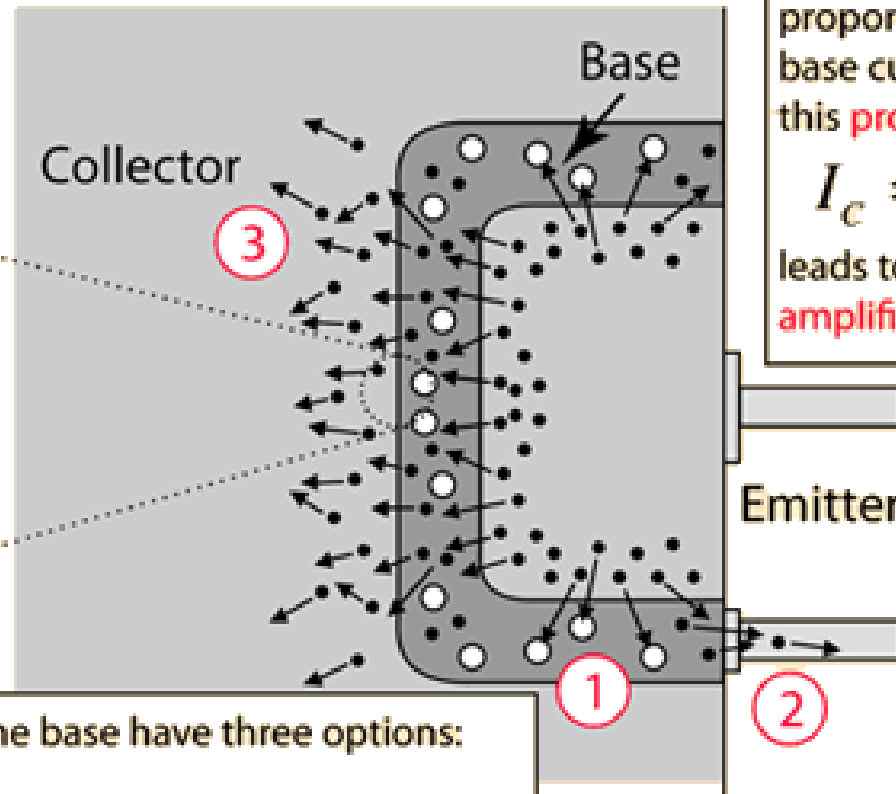 Base
Collector
3
propor
base cu
this pro
I_c =
leads to
amplifi
Emitter
1
2
he base have three options: